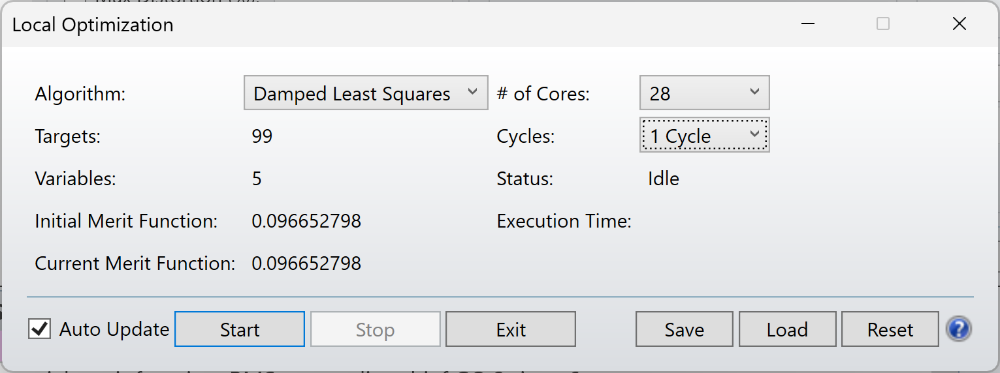 Local Optimization
Algorithm: Damped Least Squares # of Cores: 28
Targets: 99 Cycles: 1 Cycle
Variables: 5 Status: Idle
Initial Merit Function: 0.096652798 Execution Time:
Current Merit Function: 0.096652798
Auto Update Start Stop Exit Save Load Reset